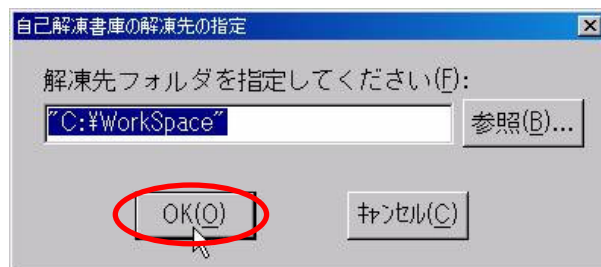 自己解凍書庫の解凍先の指定
解凍先フォルダを指定してください(F):
"C:¥WorkSpace"
参照(B)...
OK(O)
ｷｬﾝｾﾙ(C)